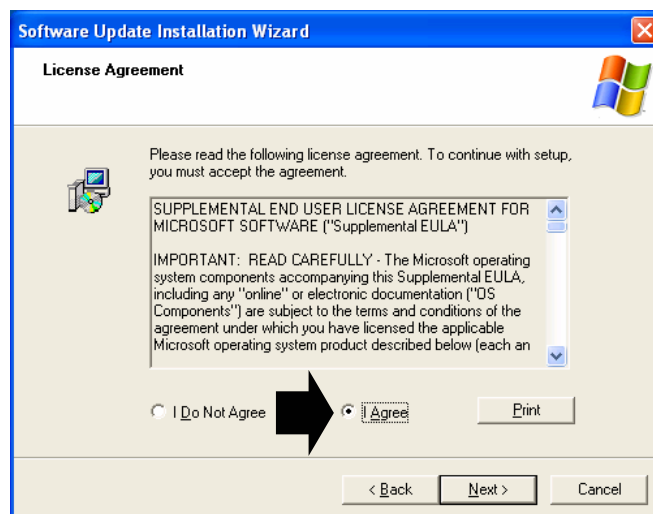 Software Update Installation Wizard
License Agreement
Please read the following license agreement. To continue with setup,
you must accept the agreement.
SUPPLEMENTAL END USER LICENSE AGREEMENT FOR
MICROSOFT SOFTWARE ("Supplemental EULA")
IMPORTANT: READ CAREFULLY - The Microsoft operating
system components accompanying this Supplemental EULA,
including any "online" or electronic documentation ("OS
Components") are subject to the terms and conditions of the
agreement under which you have licensed the applicable
Microsoft operating system product described below (each an
I Do Not Agree I Agree Print
< Back Next > Cancel